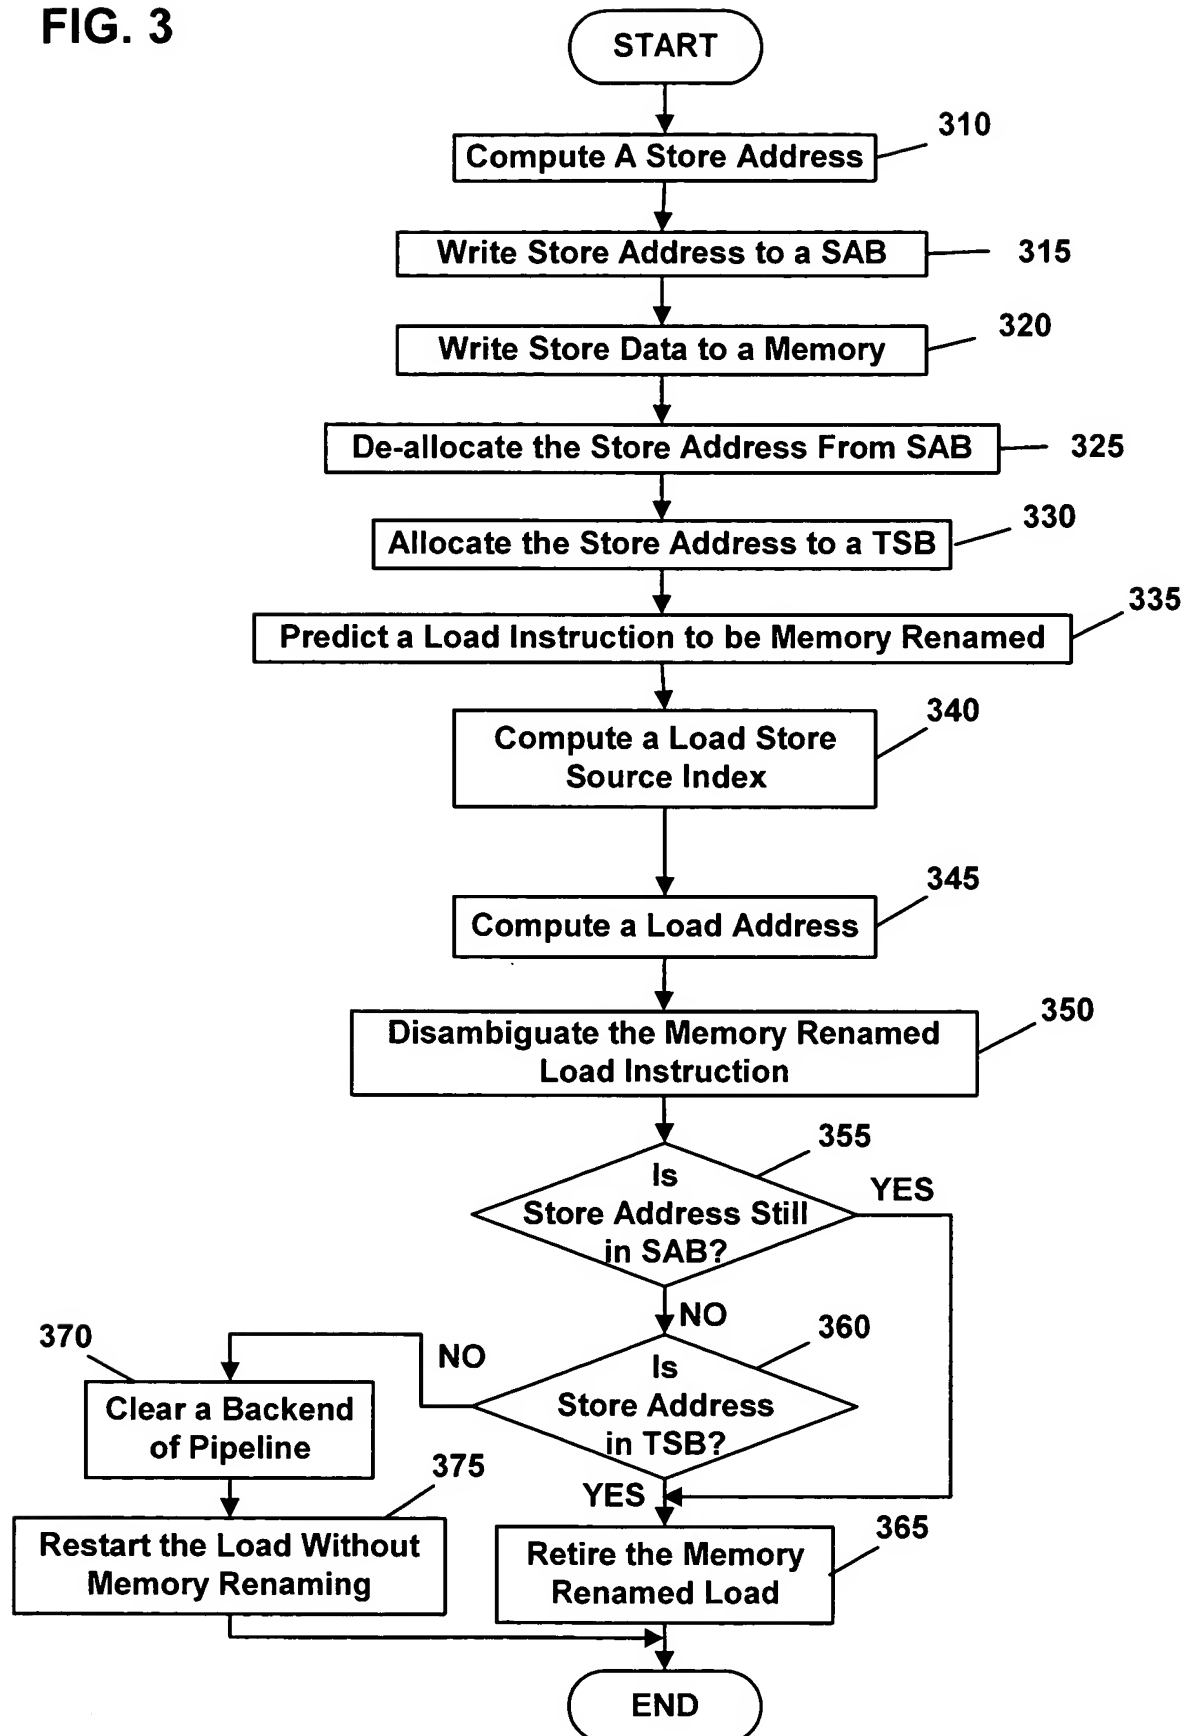 FIG. 3
START
310
Compute A Store Address
Write Store Address to a SAB
315
320
Write Store Data to a Memory
De-allocate the Store Address From SAB
325
330
Allocate the Store Address to a TSB
335
Predict a Load Instruction to be Memory Renamed
340
Compute a Load Store
Source Index
345
Compute a Load Address
350
Disambiguate the Memory Renamed
Load Instruction
355
Is
Store Address Still
in SAB?
YES
NO
360
370
NO
Is
Store Address
in TSB?
Clear a Backend
of Pipeline
375
YES
365
Restart the Load Without
Memory Renaming
Retire the Memory
Renamed Load
END